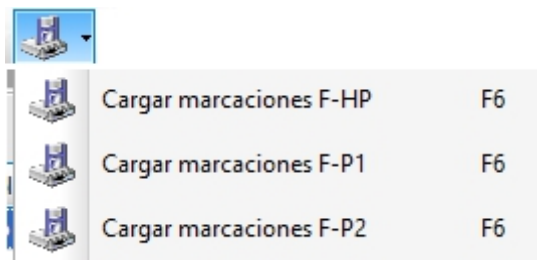 Cargar marcaciones F-HP F6
Cargar marcaciones F-P1 F6
Cargar marcaciones F-P2 F6